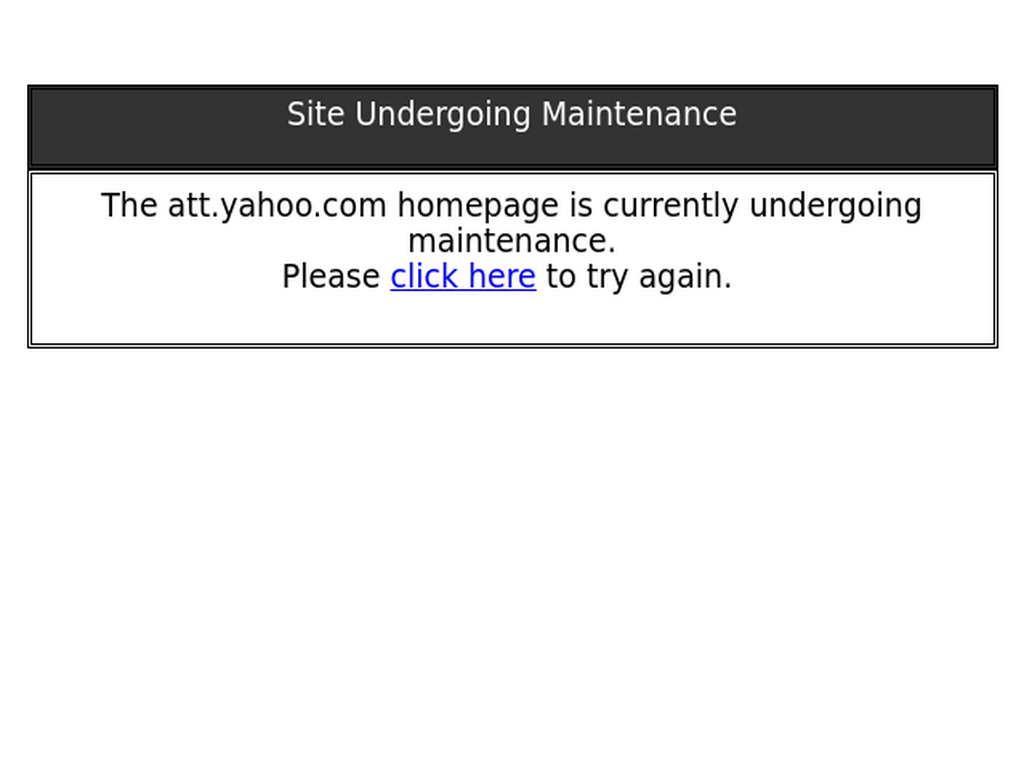 Site Undergoing Maintenance
The att.yahoo.com homepage is currently undergoing
maintenance.
Please click here to try again.